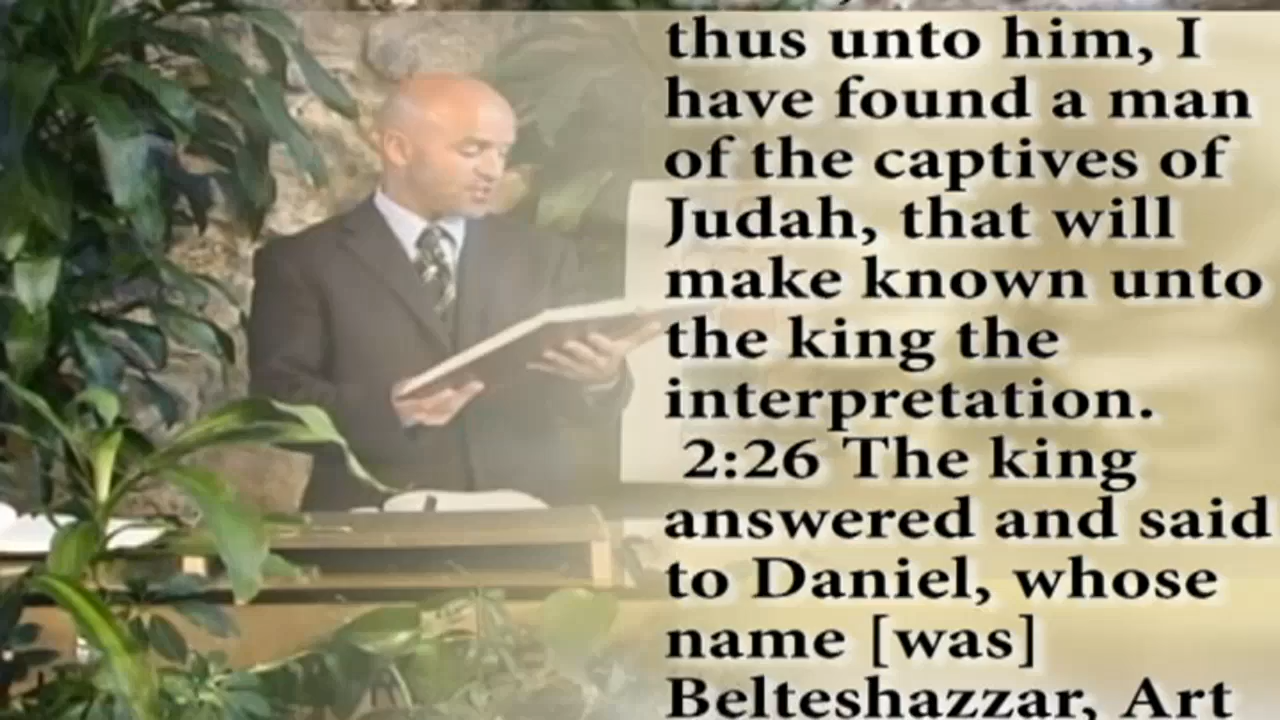 thus unto him, I
have found a man
of the captives of
Judah, that will
make known unto
the king the
interpretation.
2:26 The king
answered and said
to Daniel, whose
name [was]
Belteshazzar, Art